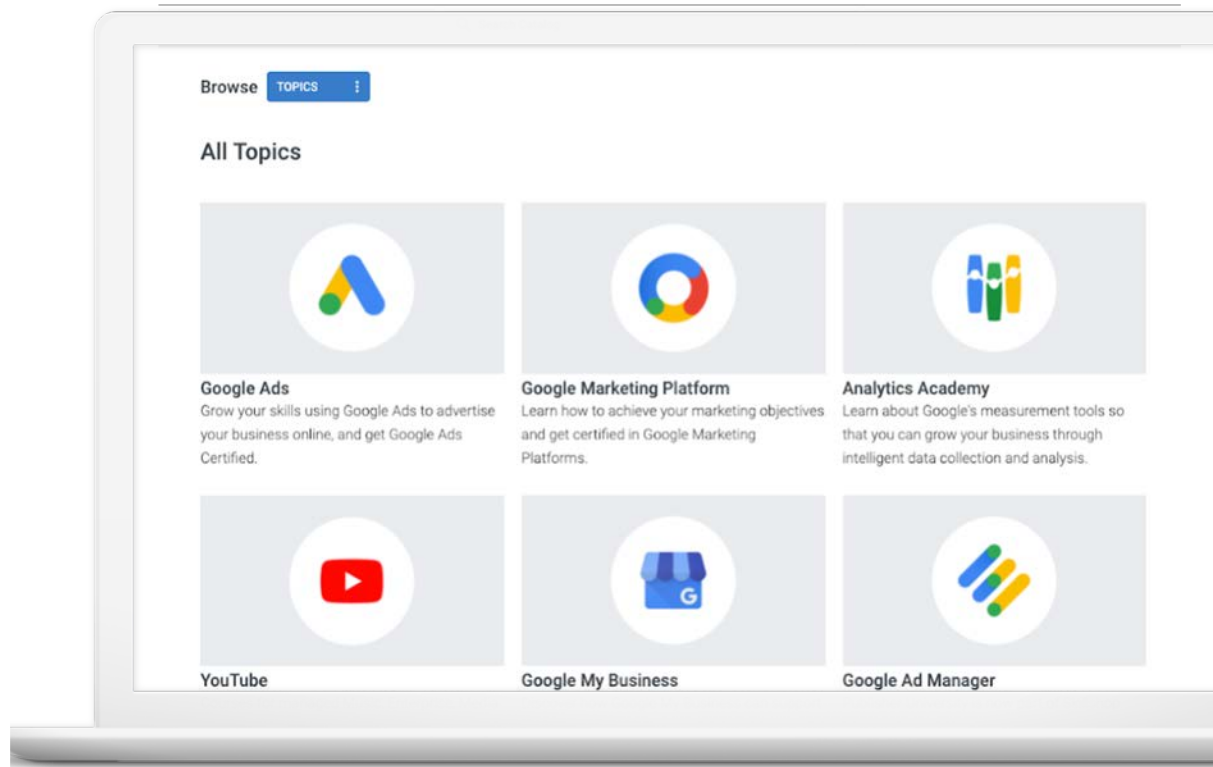 Browse TOPICS
All Topics
Google Ads
Grow your skills using Google Ads to advertise
your business online, and get Google Ads
Certified.
Google Marketing Platform
Learn how to achieve your marketing objectives
and get certified in Google Marketing
Platforms.
Analytics Academy
Learn about Google's measurement tools so
that you can grow your business through
intelligent data collection and analysis.
YouTube
G
Google My Business
Google Ad Manager